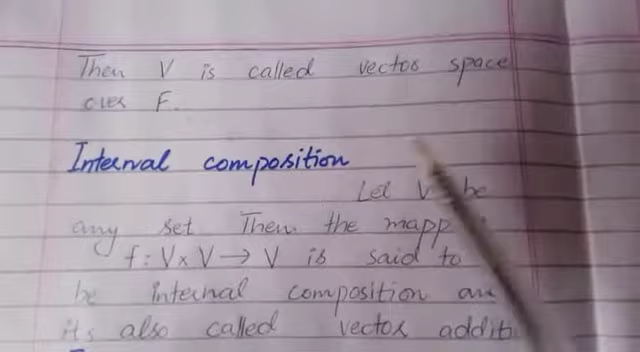 Then V is called vector space
over F.
Internal composition
Let V be
any set Then the mapp
f: V x V → V is said to
be internal composition an
its also called vector additi